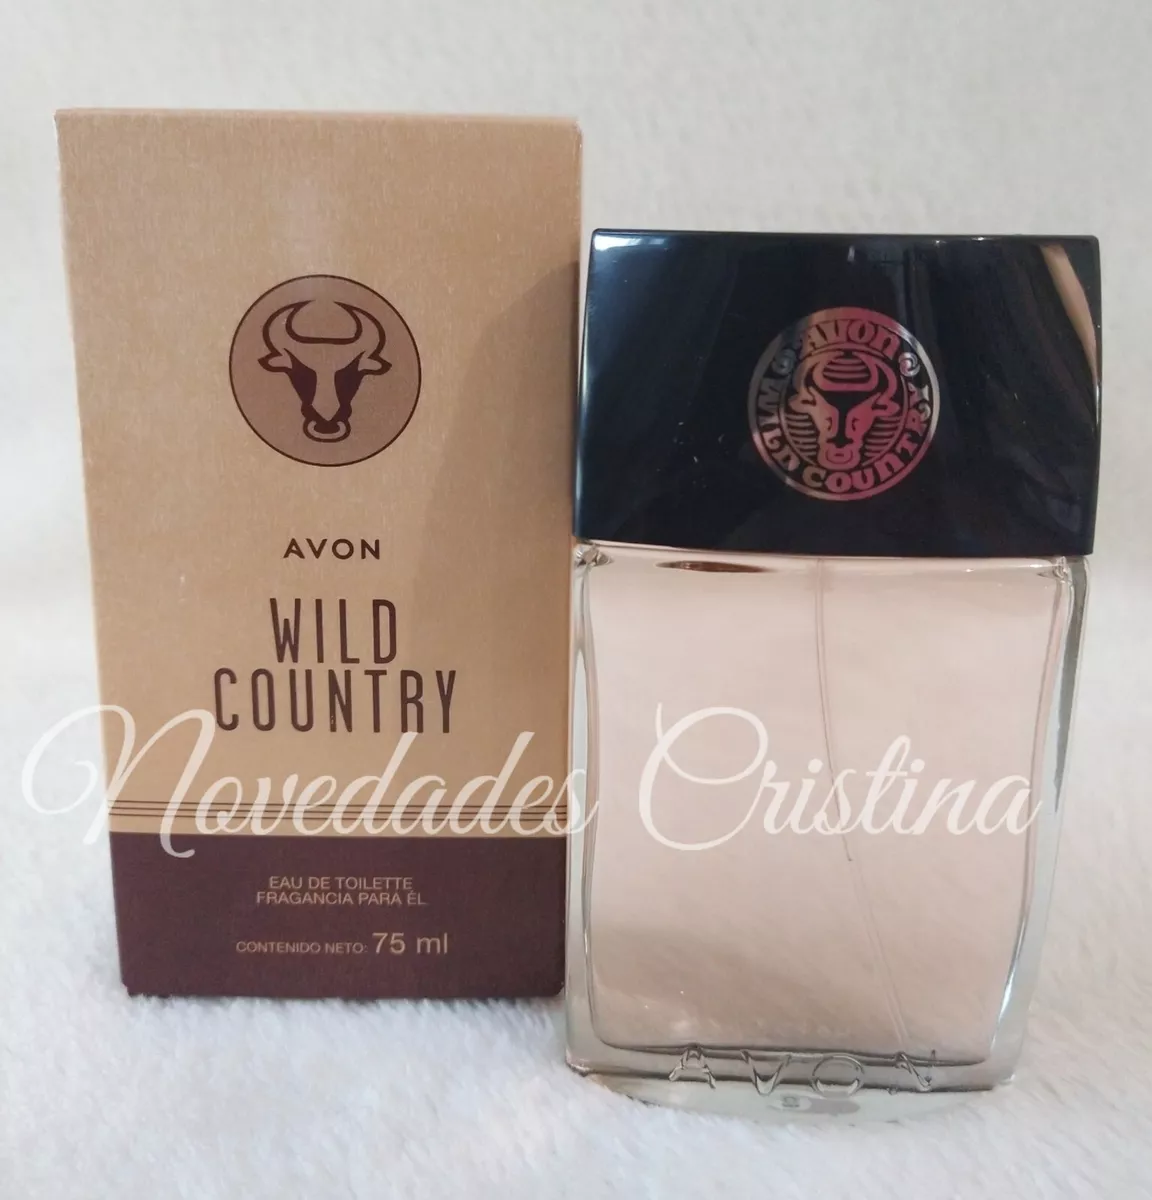 AVON
WILD
COUNTRY
EAU DE TOILETTE
FRAGANCIA PARA ÉL
CONTENIDO NETO: 75 ml
AVON
WILD COUNTRY
AVON
Novedades Cristina